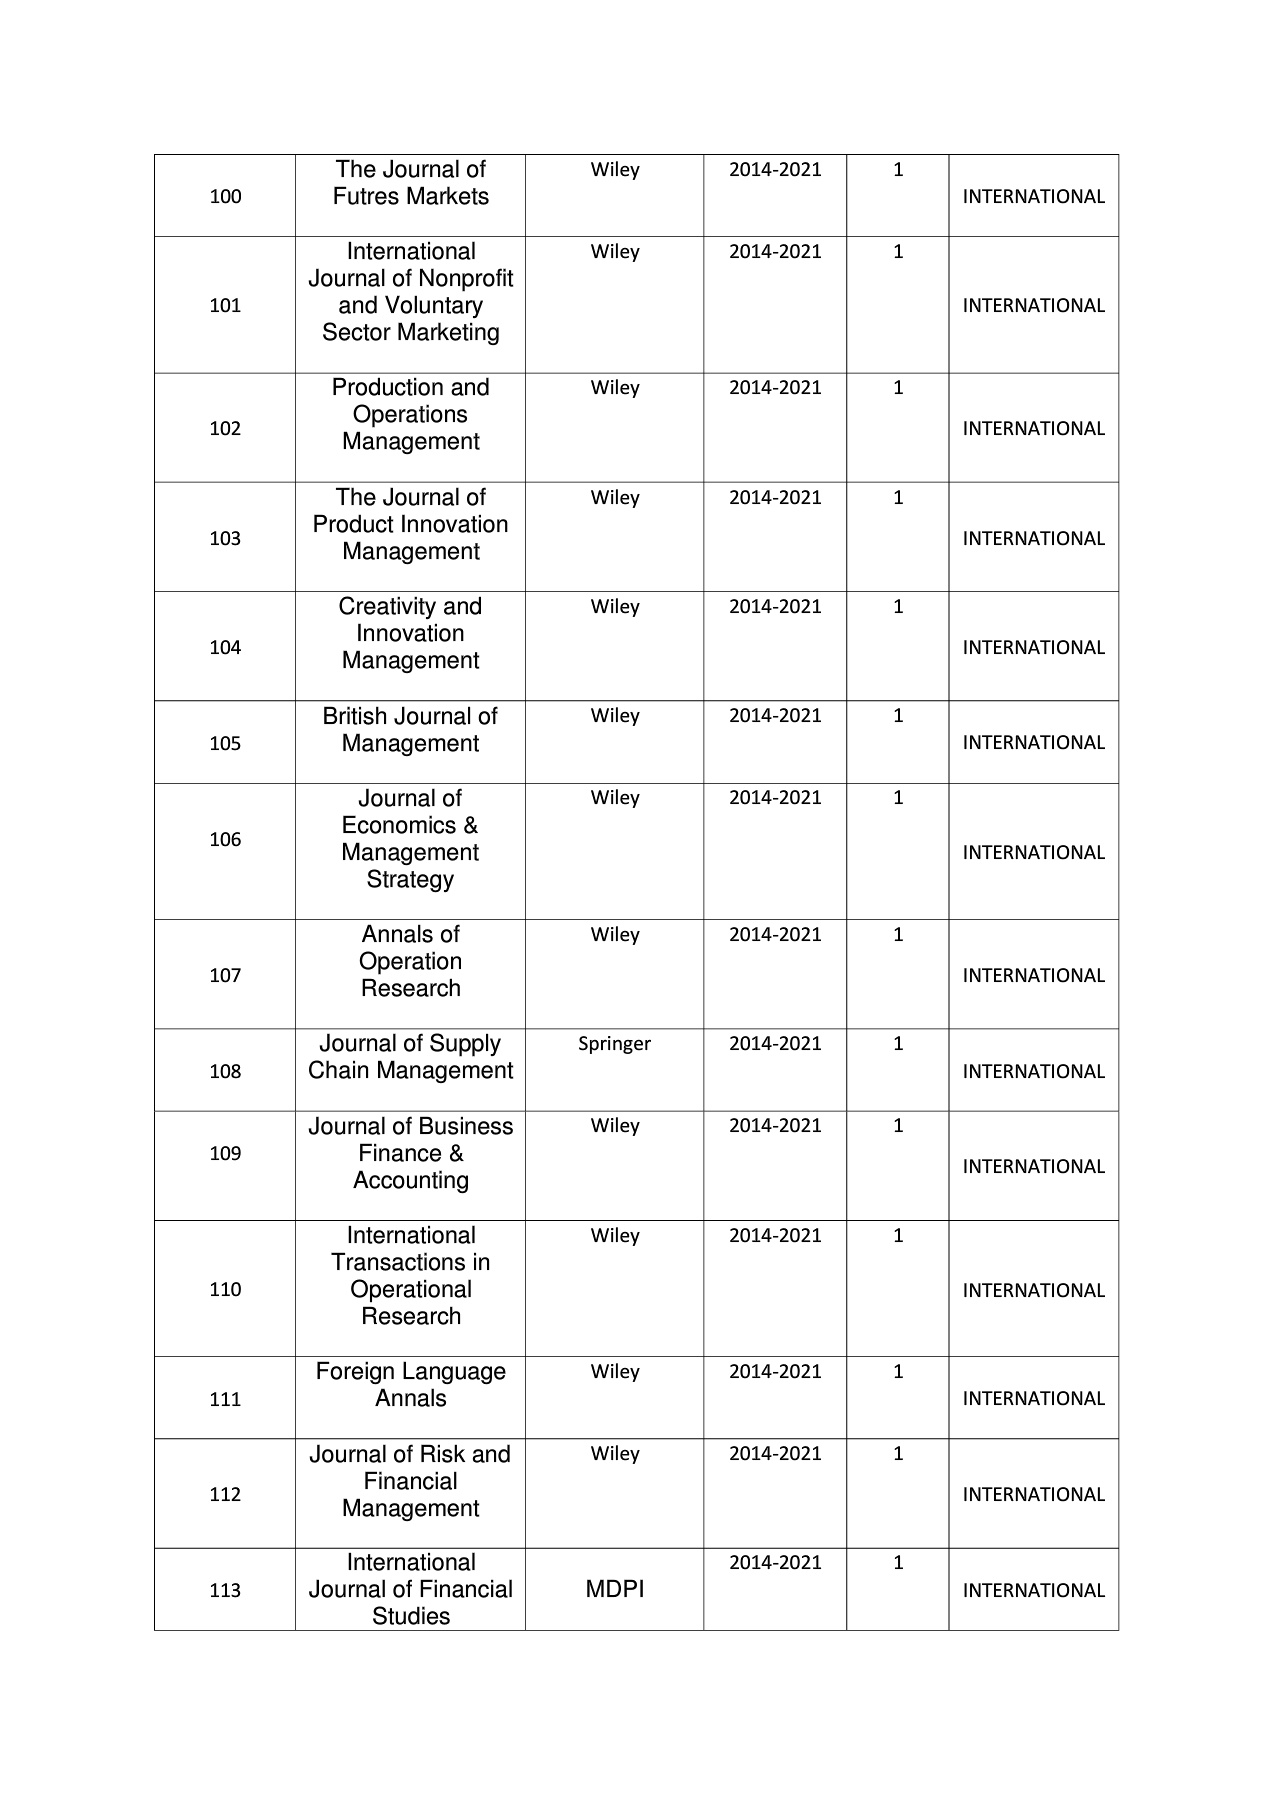 100
The Journal of
Futres Markets
Wiley
2014-2021
1
INTERNATIONAL
101
International
Journal of Nonprofit
and Voluntary
Sector Marketing
Wiley
2014-2021
1
INTERNATIONAL
102
Production and
Operations
Management
Wiley
2014-2021
1
INTERNATIONAL
103
The Journal of
Product Innovation
Management
Wiley
2014-2021
1
INTERNATIONAL
104
Creativity and
Innovation
Management
Wiley
2014-2021
1
INTERNATIONAL
105
British Journal of
Management
Wiley
2014-2021
1
INTERNATIONAL
106
Journal of
Economics &
Management
Strategy
Wiley
2014-2021
1
INTERNATIONAL
107
Annals of
Operation
Research
Wiley
2014-2021
1
INTERNATIONAL
108
Journal of Supply
Chain Management
Springer
2014-2021
1
INTERNATIONAL
109
Journal of Business
Finance &
Accounting
Wiley
2014-2021
1
INTERNATIONAL
110
International
Transactions in
Operational
Research
Wiley
2014-2021
1
INTERNATIONAL
111
Foreign Language
Annals
Wiley
2014-2021
1
INTERNATIONAL
112
Journal of Risk and
Financial
Management
Wiley
2014-2021
1
INTERNATIONAL
113
International
Journal of Financial
Studies
MDPI
2014-2021
1
INTERNATIONAL